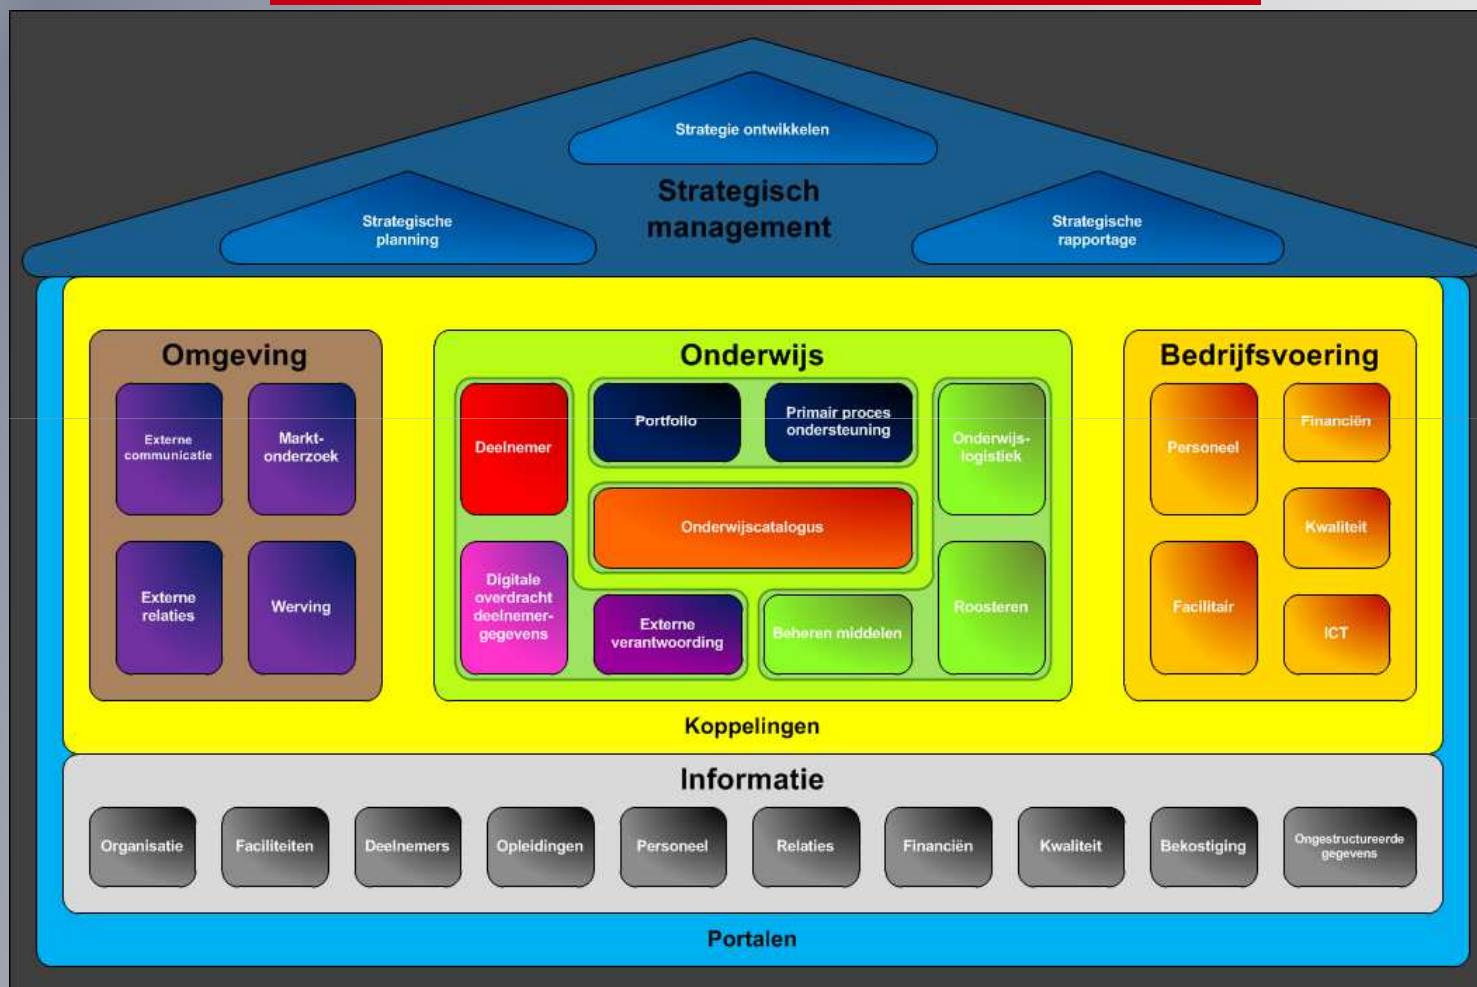 Strategie ontwikkelen
Strategisch
management
Strategische
planning
Strategische
rapportage
Omgeving
Externe
communicatie
Markt-
onderzoek
Externe
relaties
Werving
Onderwijs
Deelnemer
Portfolio
Primair proces
ondersteuning
Onderwijs-
logistiek
Onderwijscatalogus
Digitale
overdracht
deelnemer-
gegevens
Externe
verantwoording
Beheren middelen
Roosteren
Bedrijfsvoering
Personeel
Financiën
Kwaliteit
Facilitair
ICT
Koppelingen
Informatie
Organisatie
Faciliteiten
Deelnemers
Opleidingen
Personeel
Relaties
Financiën
Kwaliteit
Bekostiging
Ongestructureerde
gegevens
Portalen